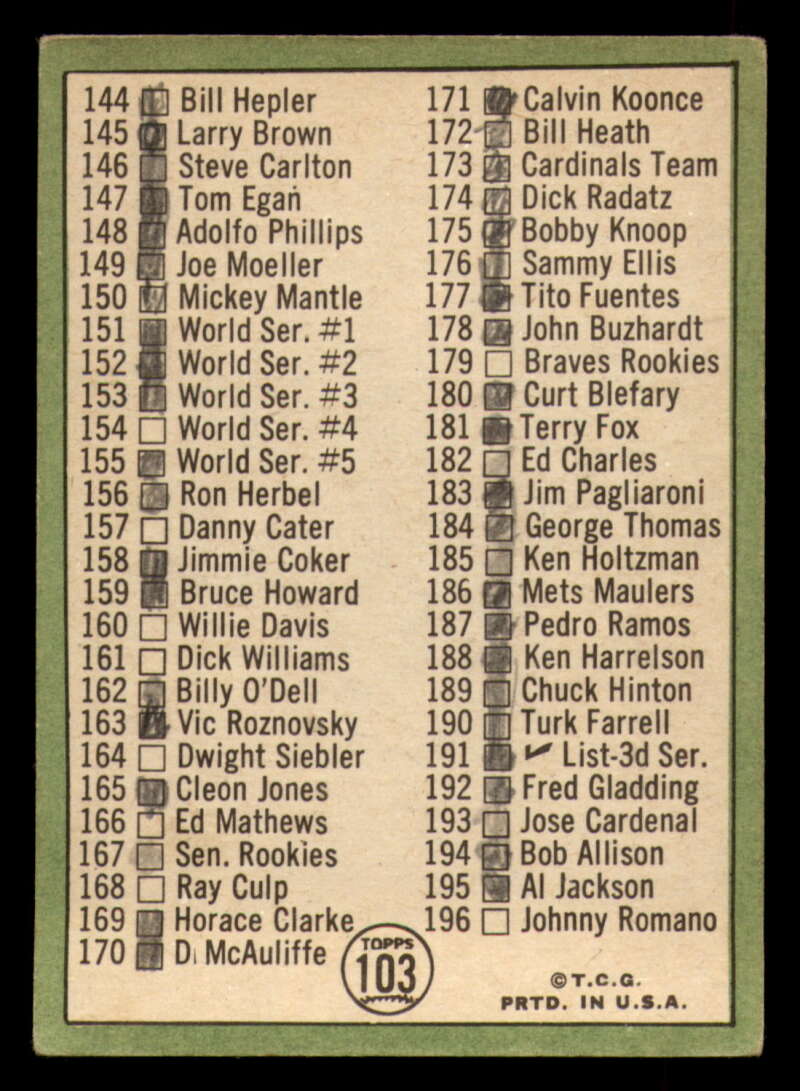 144 Bill Hepler
145 Larry Brown
146 Steve Carlton
147 Tom Egan
148 Adolfo Phillips
149 Joe Moeller
150 Mickey Mantle
151 World Ser. #1
152 World Ser. #2
153 World Ser. #3
154 World Ser. #4
155 World Ser. #5
156 Ron Herbel
157 Danny Cater
158 Jimmie Coker
159 Bruce Howard
160 Willie Davis
161 Dick Williams
162 Billy O'Dell
163 Vic Roznovsky
164 Dwight Siebler
165 Cleon Jones
166 Ed Mathews
167 Sen. Rookies
168 Ray Culp
169 Horace Clarke
170 D. McAuliffe
171 Calvin Koonce
172 Bill Heath
173 Cardinals Team
174 Dick Radatz
175 Bobby Knoop
176 Sammy Ellis
177 Tito Fuentes
178 John Buzhardt
179 Braves Rookies
180 Curt Blefary
181 Terry Fox
182 Ed Charles
183 Jim Pagliaroni
184 George Thomas
185 Ken Holtzman
186 Mets Maulers
187 Pedro Ramos
188 Ken Harrelson
189 Chuck Hinton
190 Turk Farrell
191 ✔ List-3d Ser.
192 Fred Gladding
193 Jose Cardenal
194 Bob Allison
195 Al Jackson
196 Johnny Romano
TOPPS
103
© T.C.G.
PRTD. IN U.S.A.